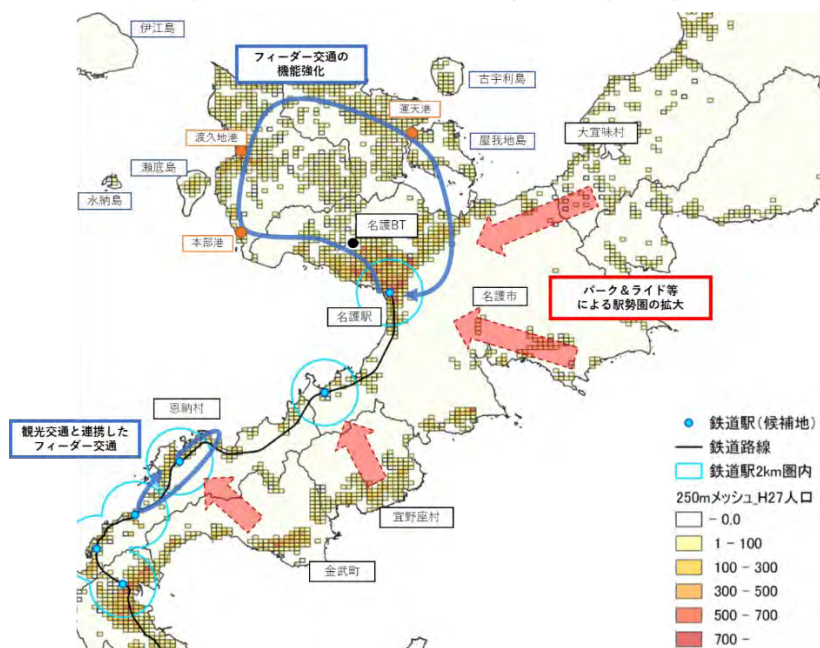 伊江島
フィーダー交通の
機能強化
古宇利島
運天港
大宜味村
渡久地港
屋我地島
瀬底島
水納島
名護BT
本部港
パーク＆ライド等
による駅勢圏の拡大
名護市
名護駅
恩納村
観光交通と連携した
フィーダー交通
宜野座村
金武町
鉄道駅(候補地)
鉄道路線
鉄道駅2km圏内
250mメッシュ_H27人口
- 0.0
1 - 100
100 - 300
300 - 500
500 - 700
700 -